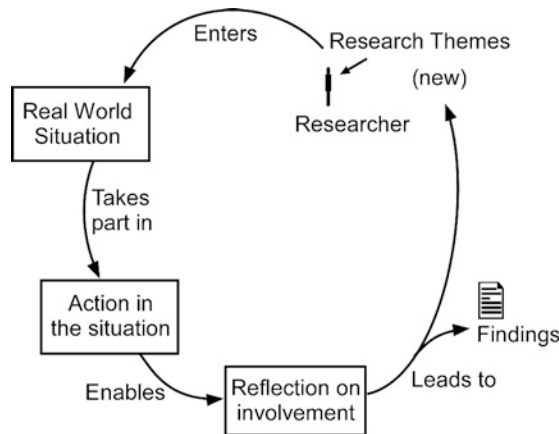 Enters
Research Themes
(new)
Researcher
Real World
Situation
Takes
part in
Action in
the situation
Enables
Reflection on
involvement
Leads to
Findings